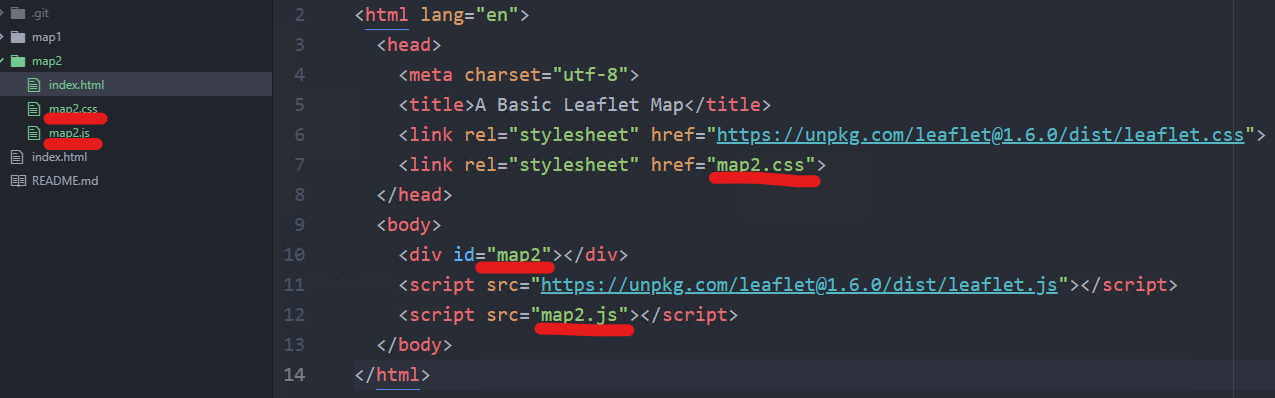 .git
map1
map2
index.html
map2.css
map2.js
index.html
README.md
2 <html lang="en">
3 <head>
4 <meta charset="utf-8">
5 <title>A Basic Leaflet Map</title>
6 <link rel="stylesheet" href="https://unpkg.com/leaflet@1.6.0/dist/leaflet.css">
7 <link rel="stylesheet" href="map2.css">
8 </head>
9 <body>
10 <div id="map2"></div>
11 <script src="https://unpkg.com/leaflet@1.6.0/dist/leaflet.js"></script>
12 <script src="map2.js"></script>
13 </body>
14 </html>